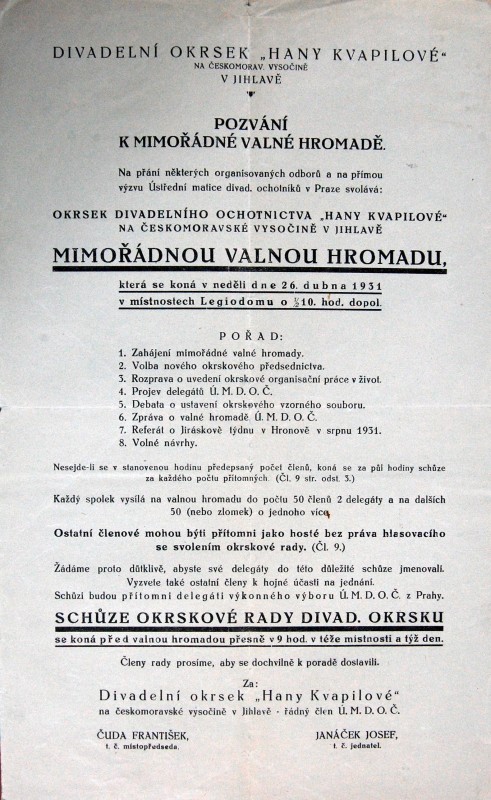 DIVADELNÍ OKRSEK „HANY KVAPILOVÉ“
NA ČESKOMORAV. VYSOČINĚ
V JIHLAVĚ
POZVÁNÍ
K MIMOŘÁDNÉ VALNÉ HROMADĚ.
Na přání některých organisovaných odborů a na přímou
výzvu Ústřední matice divad. ochotníků v Praze svolává:
OKRSEK DIVADELNÍHO OCHOTNICTVA „HANY KVAPILOVÉ“
NA ČESKOMORAVSKÉ VYSOČINĚ V JIHLAVĚ
MIMOŘÁDNOU VALNOU HROMADU,
která se koná v neděli dne 26. dubna 1931
v místnostech Legiodomu o ½10. hod. dopol.
POŘAD:
1. Zahájení mimořádné valné hromady.
2. Volba nového okrskového předsednictva.
3. Rozprava o uvedení okrskové organisační práce v život.
4. Projev delegátů Ú. M. D. O. Č.
5. Debata o ustavení okrskového vzorného souboru.
6. Zpráva o valné hromadě Ú. M. D. O. Č.
7. Referát o Jiráskově týdnu v Hronově v srpnu 1931.
8. Volné návrhy.
Nesejde-li se v stanovenou hodinu předepsaný počet členů, koná se za půl hodiny schůze
za každého počtu přítomných. (Čl. 9 str. odst. 3.)
Každý spolek vysílá na valnou hromadu do počtu 50 členů 2 delegáty a na dalších
50 (nebo zlomek) o jednoho více.
Ostatní členové mohou býti přítomni jako hosté bez práva hlasovacího
se svolením okrskové rady. (Čl. 9.)
Žádáme proto důtklivě, abyste své delegáty do této důležité schůze jmenovali.
Vyzvete také ostatní členy k hojné účasti na jednání.
Schůzi budou přítomni delegáti výkonného výboru Ú. M. D. O. Č. z Prahy.
SCHŮZE OKRSKOVÉ RADY DIVAD. OKRSKU
se koná před valnou hromadou přesně v 9 hod. v téže místnosti a týž den.
Členy rady prosíme, aby se dochvilně k poradě dostavili.
Za:
Divadelní okrsek „Hany Kvapilové“
na českomoravské vysočině v Jihlavě - řádný člen Ú. M. D. O. Č.
ČUDA FRANTIŠEK, JANÁČEK JOSEF,
t. č. místopředseda. t. č. jednatel.